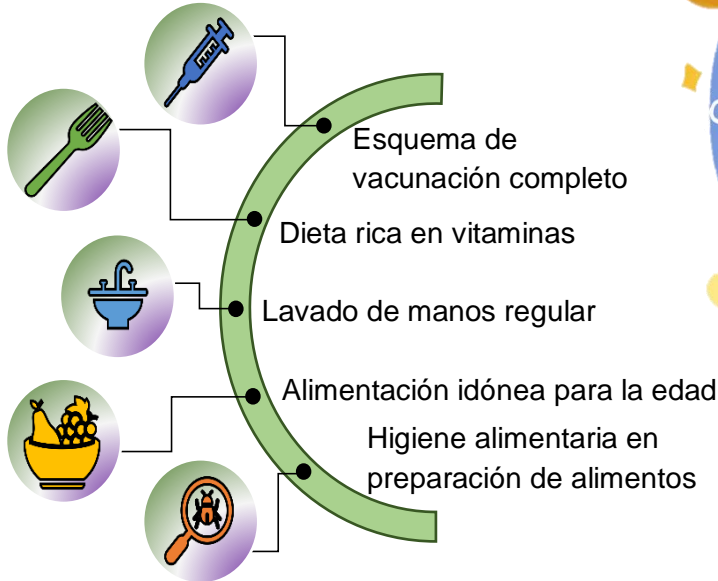 Esquema de
vacunación completo
Dieta rica en vitaminas
Lavado de manos regular
Alimentación idónea para la edad
Higiene alimentaria en
preparación de alimentos